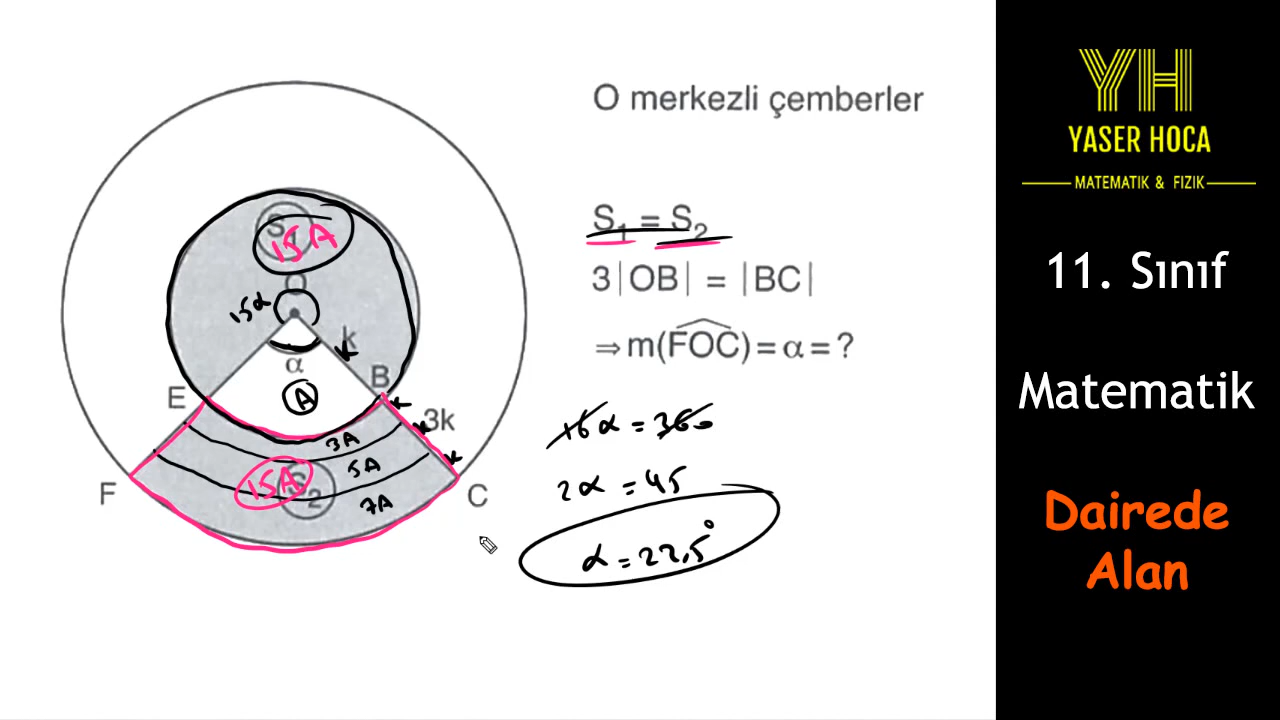 O merkezli çemberler
S₁ = S₂
3|OB| = |BC|
⇒ m(FOC) = α = ?
16α = 360
2α = 45
α = 22,5°
15A
O
15α
k
α
E
B
A
3k
3A
5A
15A
S₂
7A
F
C
YH
YASER HOCA
MATEMATIK & FIZIK
11. Sınıf
Matematik
Dairede
Alan